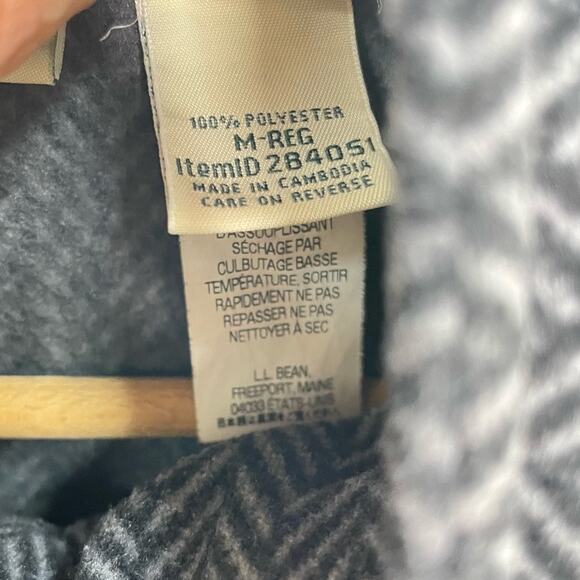 100% POLYESTER
M-REG
ItemID 284051
MADE IN CAMBODIA
CARE ON REVERSE
D'ASSOUPLISSANT
SÉCHAGE PAR
CULBUTAGE BASSE
TEMPÉRATURE, SORTIR
RAPIDEMENT NE PAS
REPASSER NE PAS
NETTOYER À SEC
L.L. BEAN,
FREEPORT, MAINE
04033 ÉTATS-UNIS